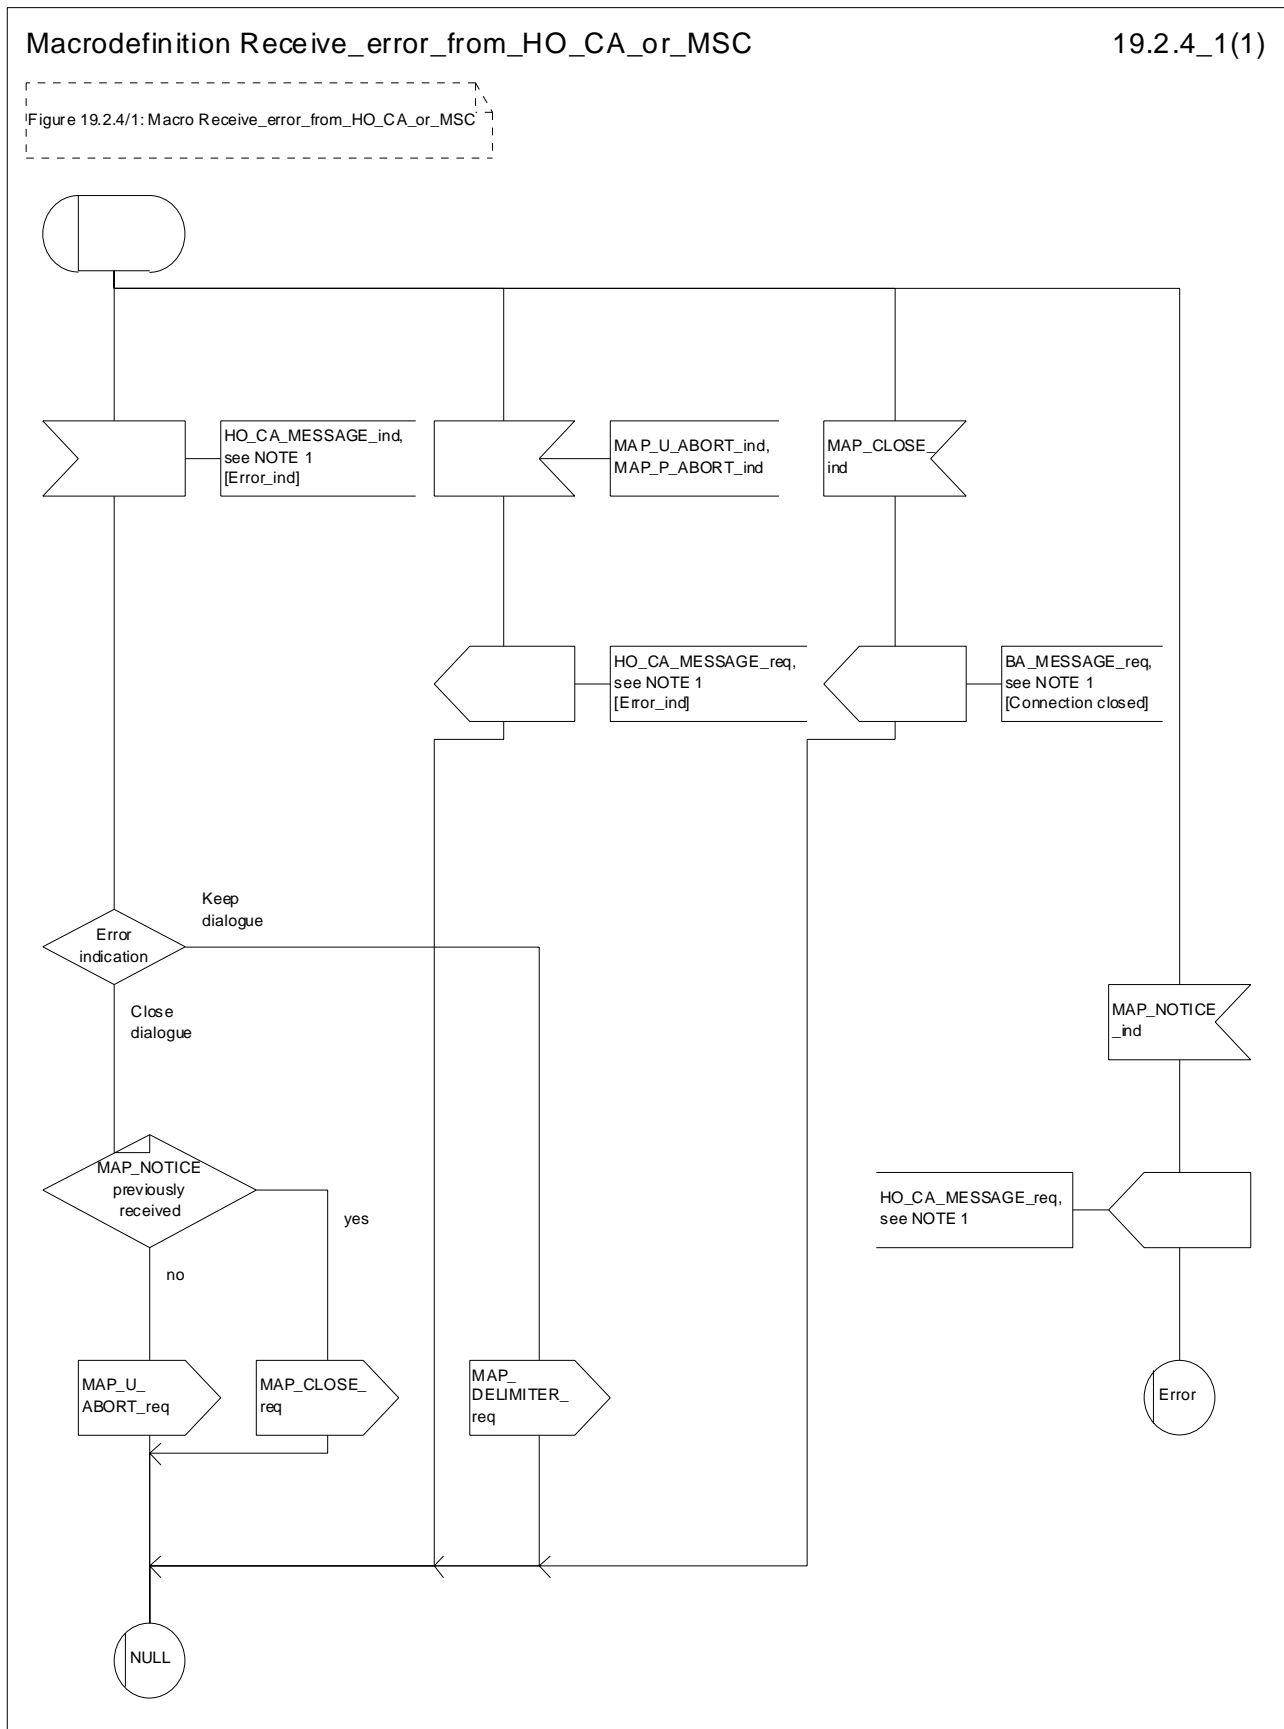 Macrodefinition Receive_error_from_HO_CA_or_MSC
19.2.4_1(1)
Figure 19.2.4/1: Macro Receive_error_from_HO_CA_or_MSC
HO_CA_MESSAGE_ind,
see NOTE 1
[Error_ind]
MAP_U_ABORT_ind,
MAP_P_ABORT_ind
MAP_CLOSE_
ind
HO_CA_MESSAGE_req,
see NOTE 1
[Error_ind]
BA_MESSAGE_req,
see NOTE 1
[Connection closed]
Keep
dialogue
Error
indication
Close
dialogue
MAP_NOTICE
_ind
MAP_NOTICE
previously
received
yes
no
HO_CA_MESSAGE_req,
see NOTE 1
MAP_U_
ABORT_req
MAP_CLOSE_
req
MAP_
DELIMITER_
req
Error
NULL